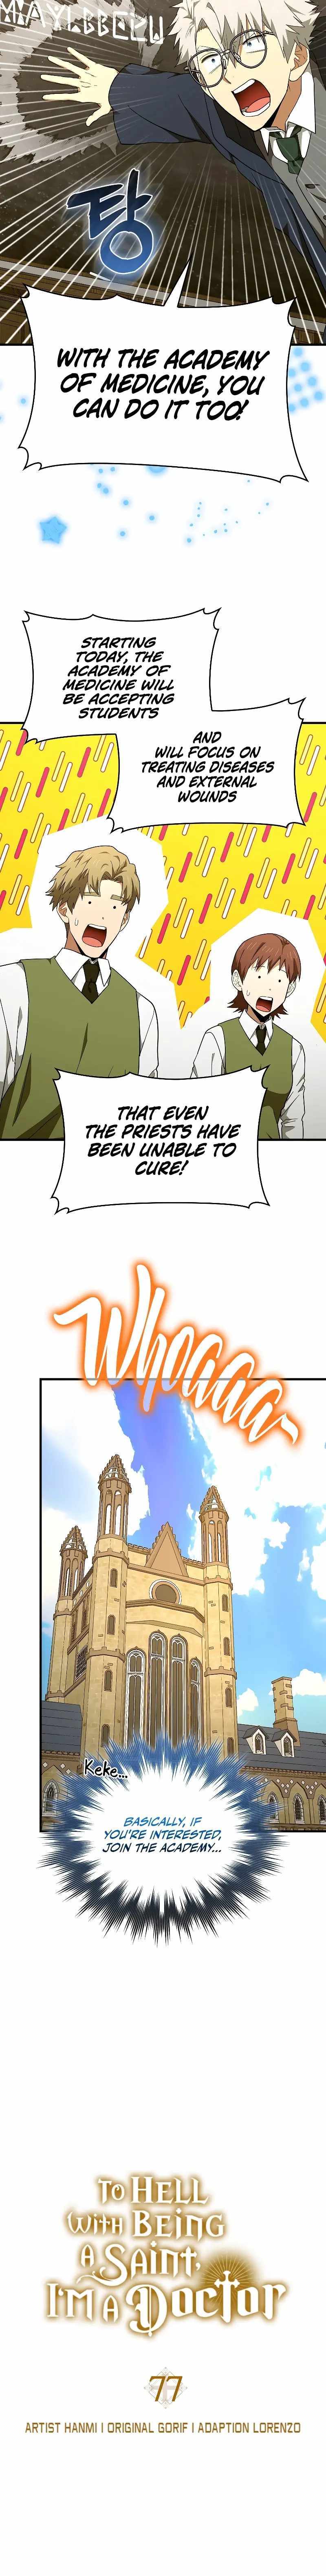 탕
WITH THE ACADEMY
OF MEDICINE, YOU
CAN DO IT TOO!
STARTING
TODAY, THE
ACADEMY OF
MEDICINE WILL
BE ACCEPTING
STUDENTS
AND
WILL FOCUS ON
TREATING DISEASES
AND EXTERNAL
WOUNDS
THAT EVEN
THE PRIESTS HAVE
BEEN UNABLE TO
CURE!
Whoaaa~
Keke...
BASICALLY, IF
YOU'RE INTERESTED,
JOIN THE ACADEMY...
TO HELL
WITH BEING
A SAINT,
I'M A DOCTOR
77
ARTIST HANMI | ORIGINAL GORIF | ADAPTION LORENZO